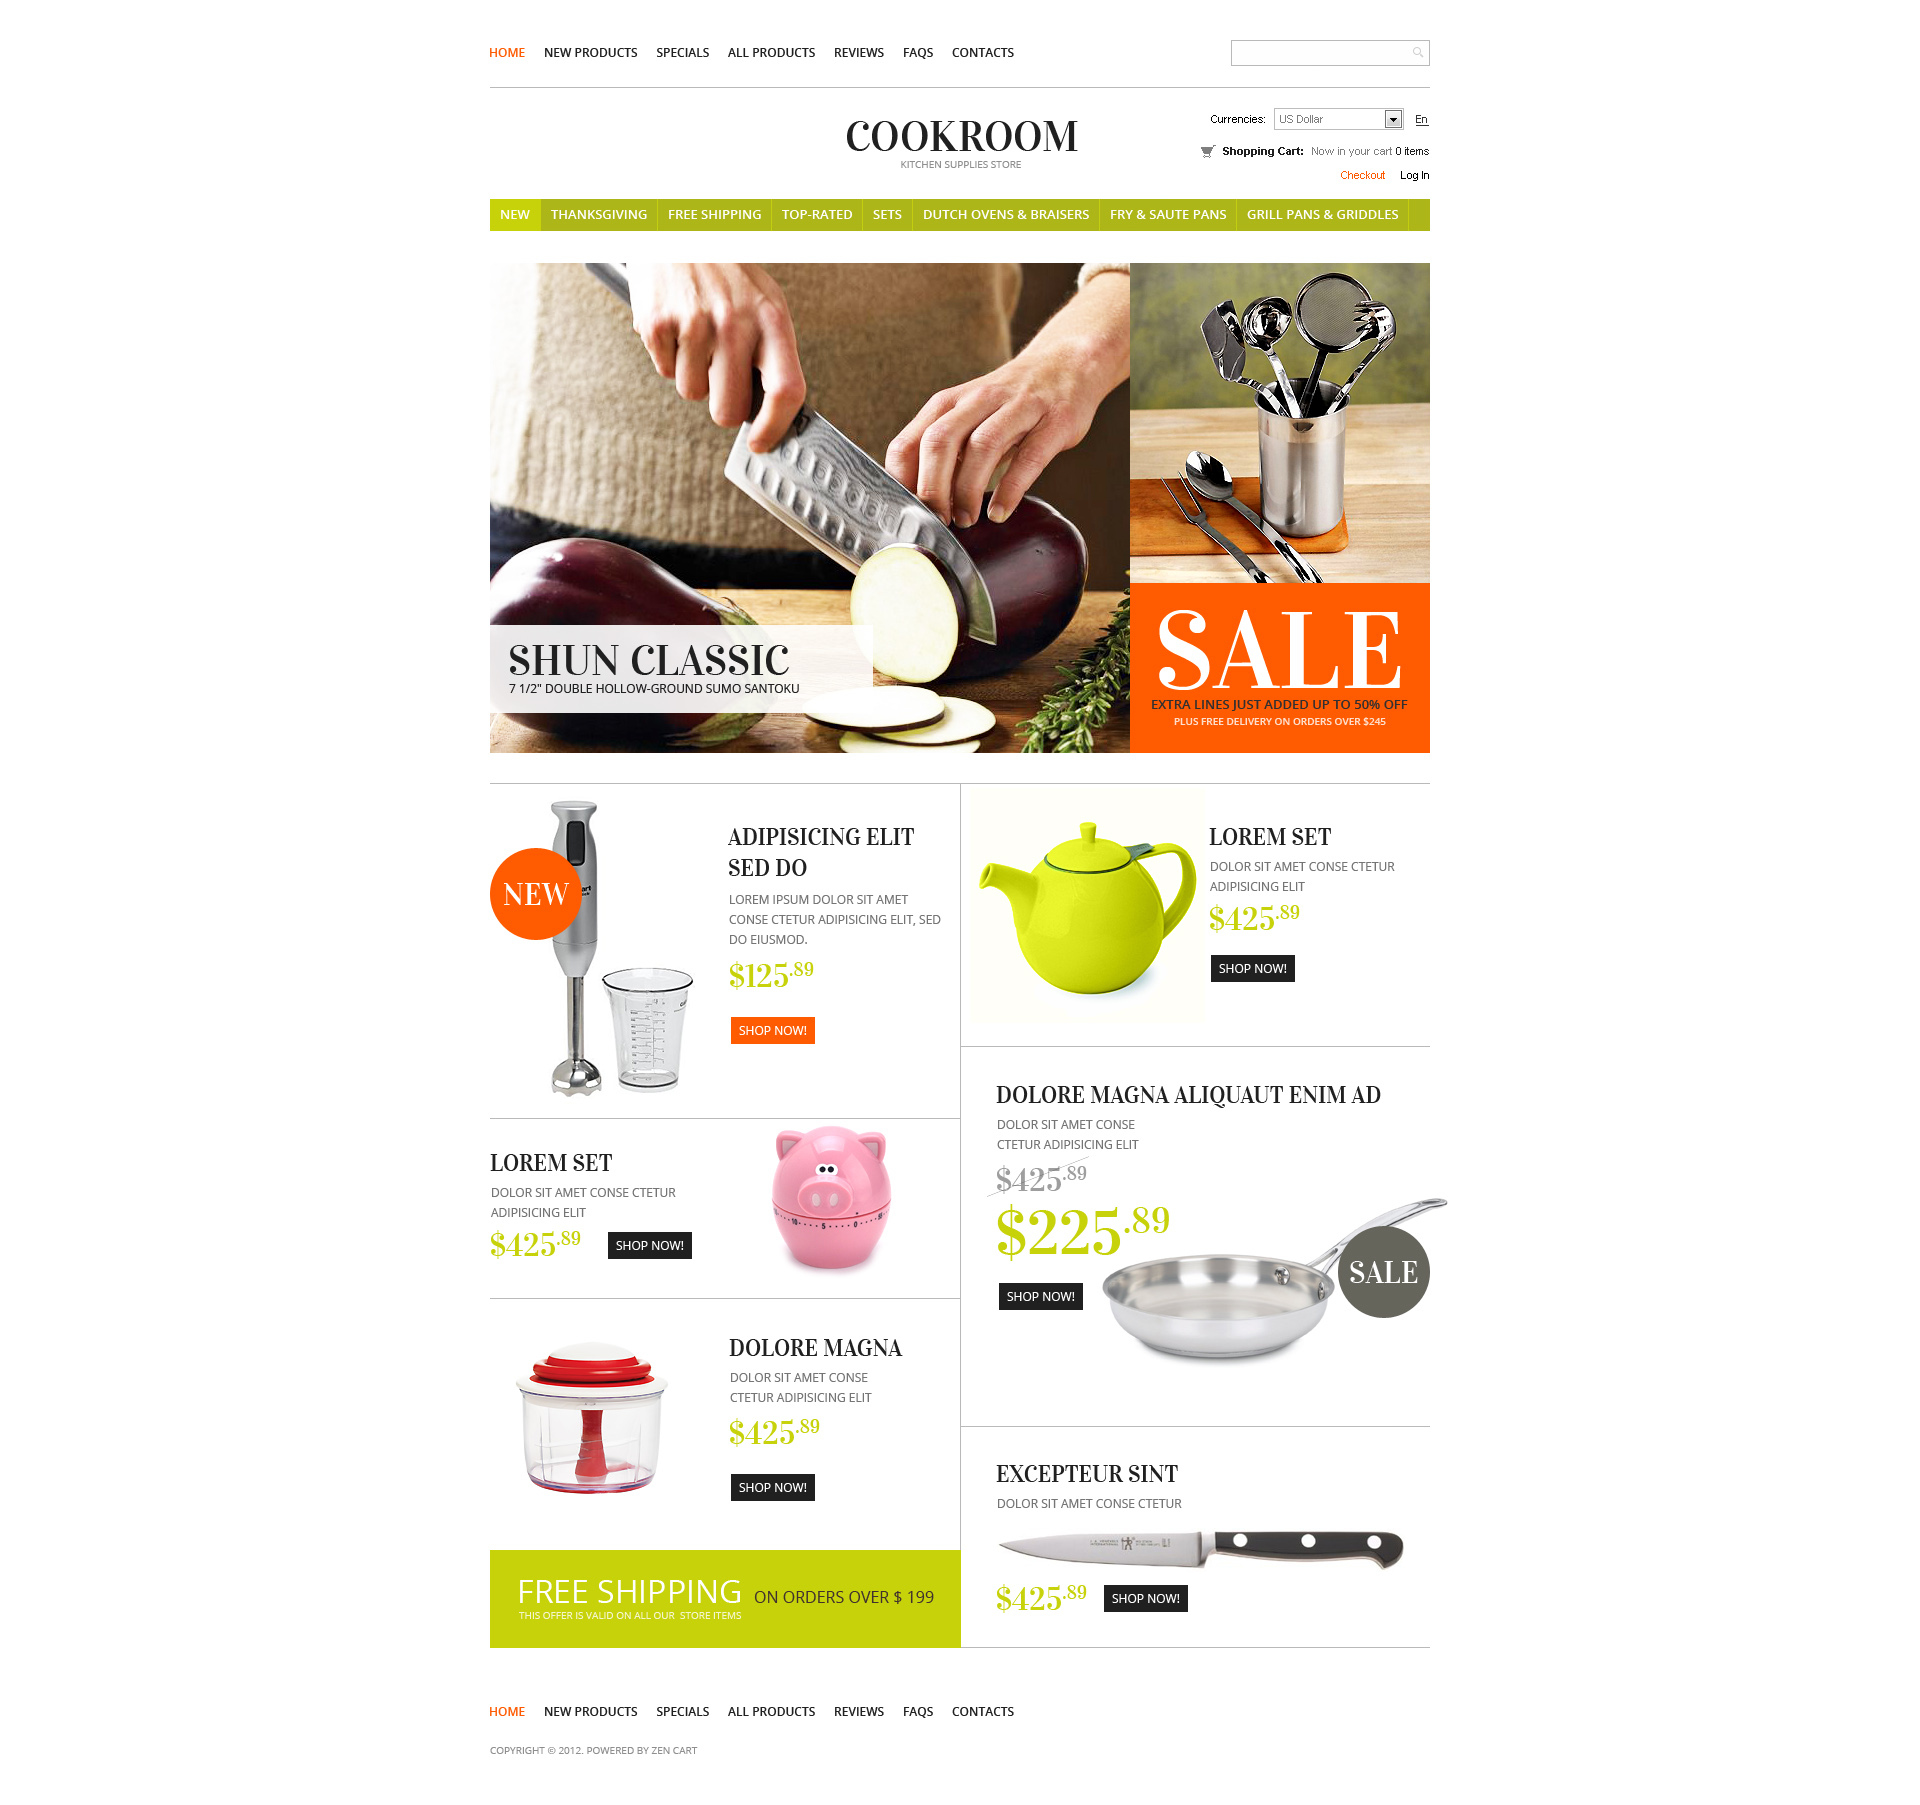 HOME NEW PRODUCTS SPECIALS ALL PRODUCTS REVIEWS FAQS CONTACTS
COOKROOM
KITCHEN SUPPLIES STORE
Currencies: US Dollar En
Shopping Cart: Now in your cart 0 items
Checkout Log In
NEW THANKSGIVING FREE SHIPPING TOP-RATED SETS DUTCH OVENS & BRAISERS FRY & SAUTE PANS GRILL PANS & GRIDDLES
SHUN CLASSIC
7 1/2" DOUBLE HOLLOW-GROUND SUMO SANTOKU
SALE
EXTRA LINES JUST ADDED UP TO 50% OFF
PLUS FREE DELIVERY ON ORDERS OVER $245
NEW
ADIPISICING ELIT
SED DO
LOREM IPSUM DOLOR SIT AMET
CONSE CTETUR ADIPISICING ELIT, SED
DO EIUSMOD.
$125.89
SHOP NOW!
LOREM SET
DOLOR SIT AMET CONSE CTETUR
ADIPISICING ELIT
$425.89
SHOP NOW!
LOREM SET
DOLOR SIT AMET CONSE CTETUR
ADIPISICING ELIT
$425.89
SHOP NOW!
10 5 0
DOLORE MAGNA ALIQUAUT ENIM AD
DOLOR SIT AMET CONSE
CTETUR ADIPISICING ELIT
$425.89
$225.89
SHOP NOW!
SALE
DOLORE MAGNA
DOLOR SIT AMET CONSE
CTETUR ADIPISICING ELIT
$425.89
SHOP NOW!
EXCEPTEUR SINT
DOLOR SIT AMET CONSE CTETUR
$425.89
SHOP NOW!
FREE SHIPPING ON ORDERS OVER $ 199
THIS OFFER IS VALID ON ALL OUR STORE ITEMS
HOME NEW PRODUCTS SPECIALS ALL PRODUCTS REVIEWS FAQS CONTACTS
COPYRIGHT © 2012. POWERED BY ZEN CART